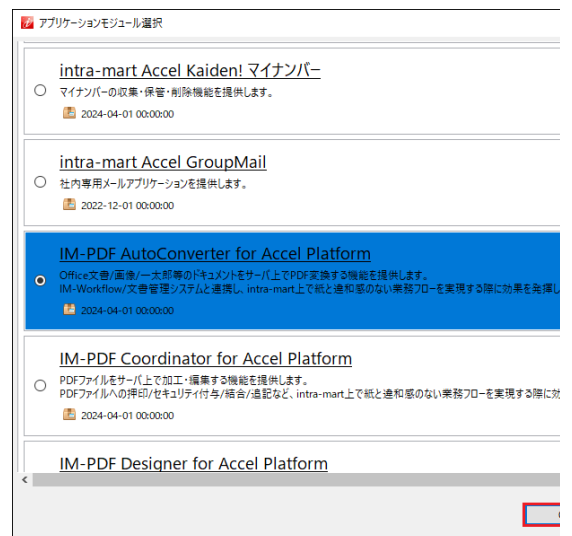 アプリケーションモジュール選択
intra-mart Accel Kaiden! マイナンバー
マイナンバーの収集・保管・削除機能を提供します。
2024-04-01 00:00:00
intra-mart Accel GroupMail
社内専用メールアプリケーションを提供します。
2022-12-01 00:00:00
IM-PDF AutoConverter for Accel Platform
Office文書/画像/一太郎等のドキュメントをサーバ上でPDF変換する機能を提供します。
IM-Workflow/文書管理システムと連携し、intra-mart上で紙と違和感のない業務フローを実現する際に効果を発揮し
2024-04-01 00:00:00
IM-PDF Coordinator for Accel Platform
PDFファイルをサーバ上で加工・編集する機能を提供します。
PDFファイルへの押印/セキュリティ付与/結合/追記など、intra-mart上で紙と違和感のない業務フローを実現する際に
2024-04-01 00:00:00
IM-PDF Designer for Accel Platform